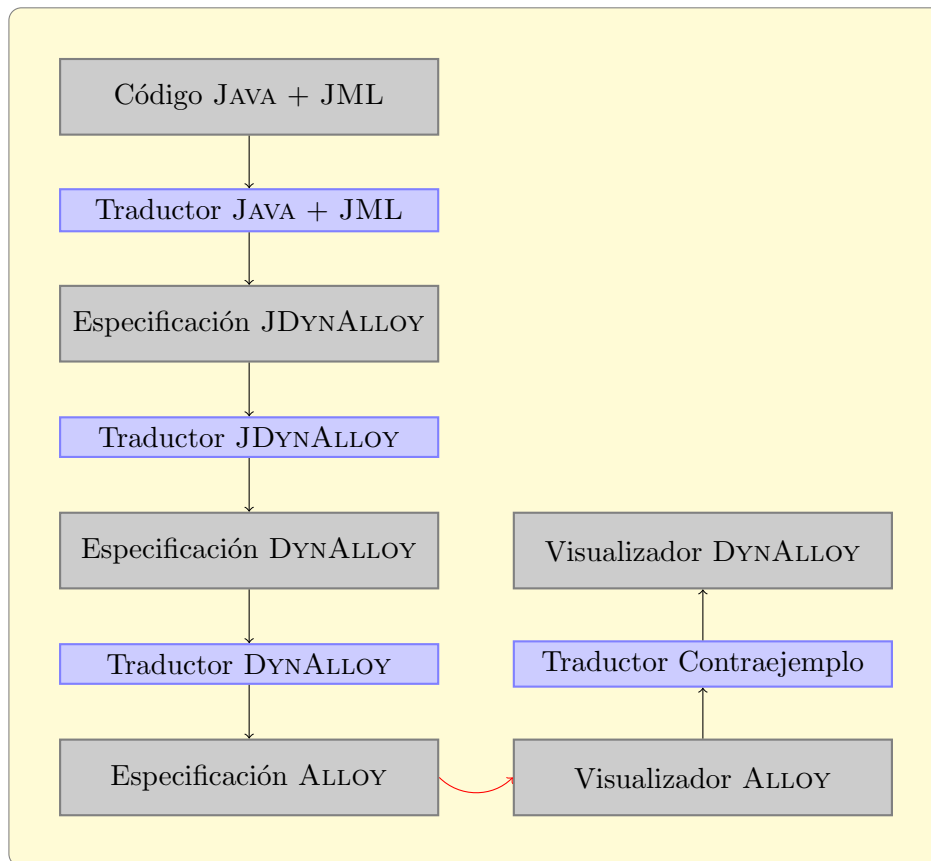 Código JAVA + JML
Traductor JAVA + JML
Especificación JDYNALLOY
Traductor JDYNALLOY
Especificación DYNALLOY
Traductor DYNALLOY
Especificación ALLOY
Visualizador DYNALLOY
Traductor Contraejemplo
Visualizador ALLOY